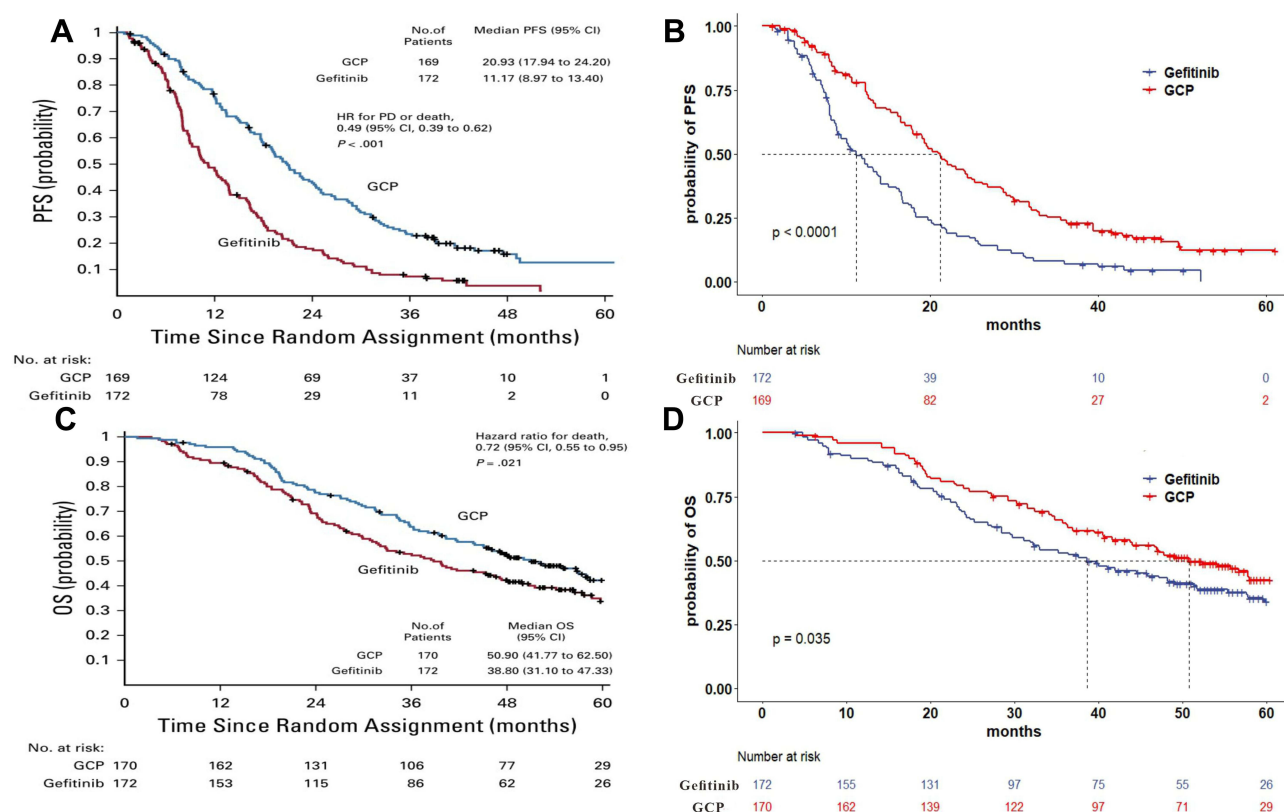 A
No.of Patients Median PFS (95% CI)
GCP 169 20.93 (17.94 to 24.20)
Gefitinib 172 11.17 (8.97 to 13.40)
HR for PD or death,
0.49 (95% CI, 0.39 to 0.62)
P < .001
GCP
Gefitinib
PFS (probability)
1
0.9
0.8
0.7
0.6
0.5
0.4
0.3
0.2
0.1
0 12 24 36 48 60
Time Since Random Assignment (months)
No. at risk:
GCP 169 124 69 37 10 1
Gefitinib 172 78 29 11 2 0
B
Gefitinib
GCP
probability of PFS
1.00
0.75
0.50
0.25
0.00
p < 0.0001
0 20 40 60
months
Number at risk
Gefitinib 172 39 10 0
GCP 169 82 27 2
C
Hazard ratio for death,
0.72 (95% CI, 0.55 to 0.95)
P = .021
GCP
Gefitinib
OS (probability)
1
0.9
0.8
0.7
0.6
0.5
0.4
0.3
0.2
0.1
No.of Patients Median OS (95% CI)
GCP 170 50.90 (41.77 to 62.50)
Gefitinib 172 38.80 (31.10 to 47.33)
0 12 24 36 48 60
Time Since Random Assignment (months)
No. at risk:
GCP 170 162 131 106 77 29
Gefitinib 172 153 115 86 62 26
D
Gefitinib
GCP
probability of OS
1.00
0.75
0.50
0.25
0.00
p = 0.035
0 10 20 30 40 50 60
months
Number at risk
Gefitinib 172 155 131 97 75 55 26
GCP 170 162 139 122 97 71 29